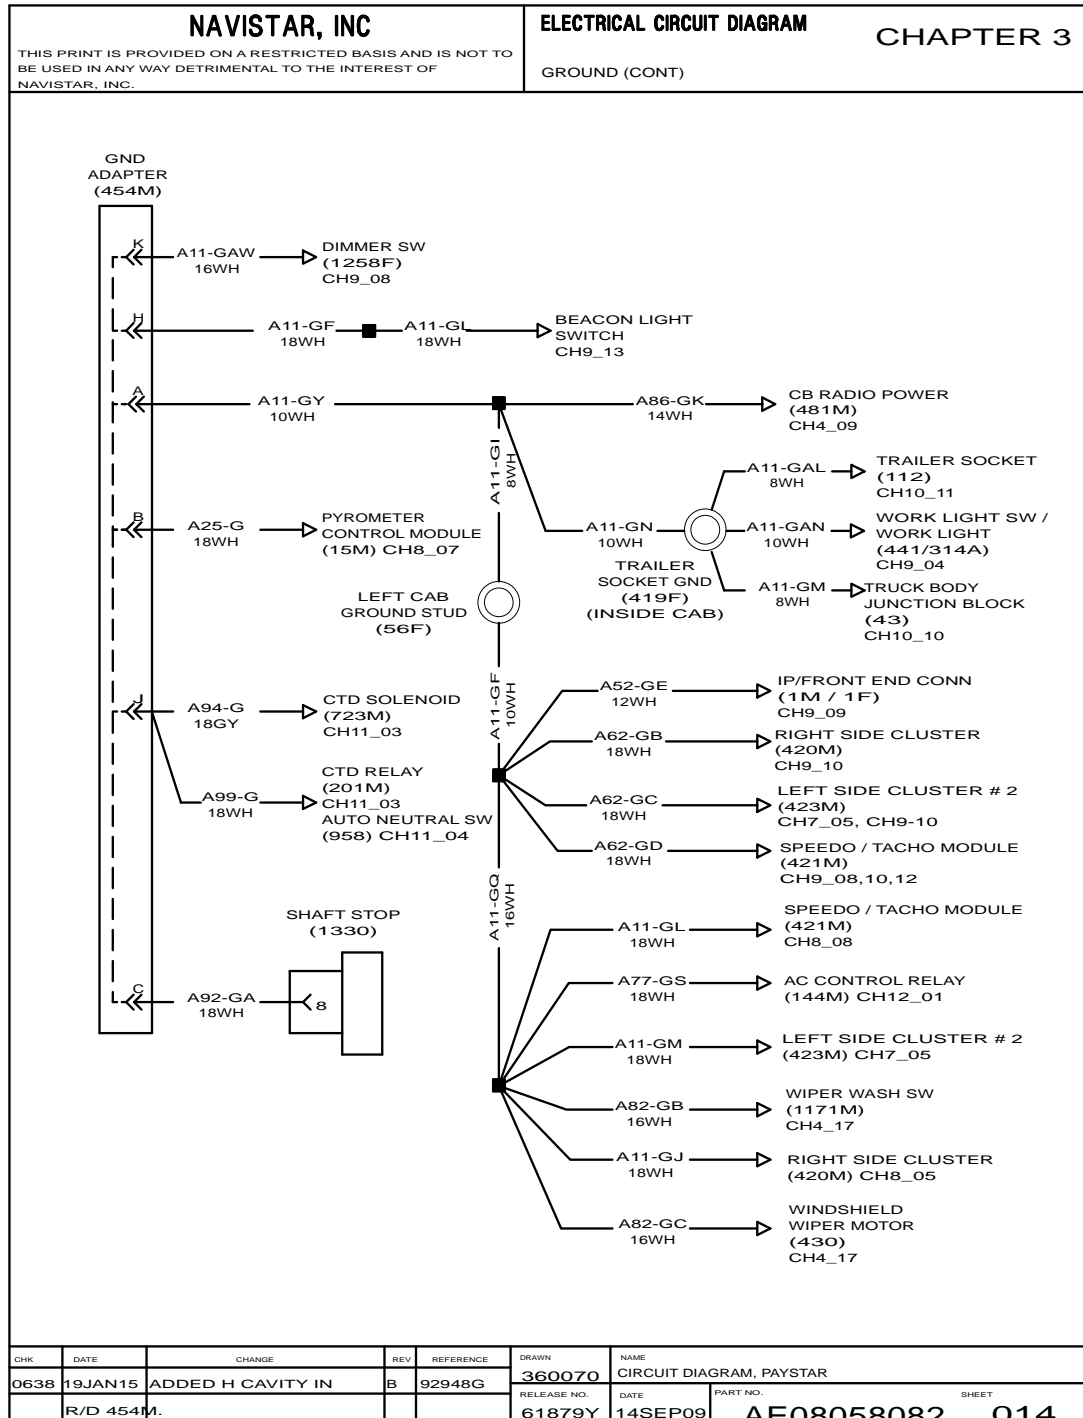 NAVISTAR, INC
THIS PRINT IS PROVIDED ON A RESTRICTED BASIS AND IS NOT TO
BE USED IN ANY WAY DETRIMENTAL TO THE INTEREST OF
NAVISTAR, INC.
ELECTRICAL CIRCUIT DIAGRAM
CHAPTER 3
GROUND (CONT)
GND
ADAPTER
(454M)
K
A11-GAW
16WH
DIMMER SW
(1258F)
CH9_08
H
A11-GF
18WH
A11-GL
18WH
BEACON LIGHT
SWITCH
CH9_13
A
A11-GY
10WH
A86-GK
14WH
CB RADIO POWER
(481M)
CH4_09
A11-GI
8WH
A11-GAL
8WH
TRAILER SOCKET
(112)
CH10_11
B
A25-G
18WH
PYROMETER
CONTROL MODULE
(15M) CH8_07
A11-GN
10WH
TRAILER
SOCKET GND
(419F)
(INSIDE CAB)
A11-GAN
10WH
WORK LIGHT SW /
WORK LIGHT
(441/314A)
CH9_04
A11-GM
8WH
TRUCK BODY
JUNCTION BLOCK
(43)
CH10_10
LEFT CAB
GROUND STUD
(56F)
A11-GF
10WH
J
A94-G
18GY
CTD SOLENOID
(723M)
CH11_03
A99-G
18WH
CTD RELAY
(201M)
CH11_03
AUTO NEUTRAL SW
(958) CH11_04
A52-GE
12WH
IP/FRONT END CONN
(1M / 1F)
CH9_09
A62-GB
18WH
RIGHT SIDE CLUSTER
(420M)
CH9_10
A62-GC
18WH
LEFT SIDE CLUSTER # 2
(423M)
CH7_05, CH9-10
A62-GD
18WH
SPEEDO / TACHO MODULE
(421M)
CH9_08,10,12
A11-GQ
16WH
SHAFT STOP
(1330)
C
A92-GA
18WH
8
A11-GL
18WH
SPEEDO / TACHO MODULE
(421M)
CH8_08
A77-GS
18WH
AC CONTROL RELAY
(144M) CH12_01
A11-GM
18WH
LEFT SIDE CLUSTER # 2
(423M) CH7_05
A82-GB
16WH
WIPER WASH SW
(1171M)
CH4_17
A11-GJ
18WH
RIGHT SIDE CLUSTER
(420M) CH8_05
A82-GC
16WH
WINDSHIELD
WIPER MOTOR
(430)
CH4_17
CHK DATE CHANGE REV REFERENCE
0638 19JAN15 ADDED H CAVITY IN B 92948G
R/D 454M.
DRAWN
360070
NAME
CIRCUIT DIAGRAM, PAYSTAR
RELEASE NO.
61879Y
DATE
14SEP09
PART NO.
AE08058082
SHEET
014